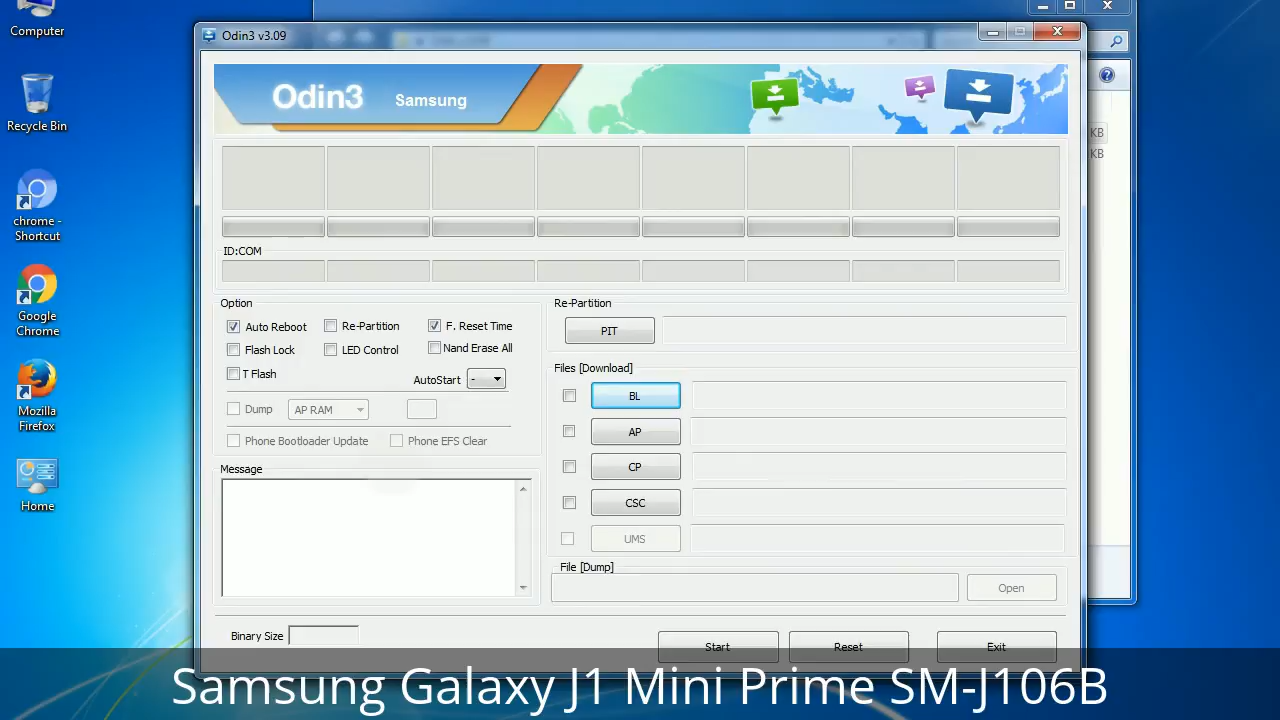 Computer
Recycle Bin
chrome -
Shortcut
Google
Chrome
Mozilla
Firefox
Home
Odin3 v3.09
Odin3 Samsung
KB
KB
ID:COM
Option
Auto Reboot
Re-Partition
F. Reset Time
Flash Lock
LED Control
Nand Erase All
T Flash
AutoStart -
Dump AP RAM
Phone Bootloader Update
Phone EFS Clear
Message
Re-Partition
PIT
Files [Download]
BL
AP
CP
CSC
UMS
File [Dump]
Open
Binary Size
Start Reset Exit
Samsung Galaxy J1 Mini Prime SM-J106B